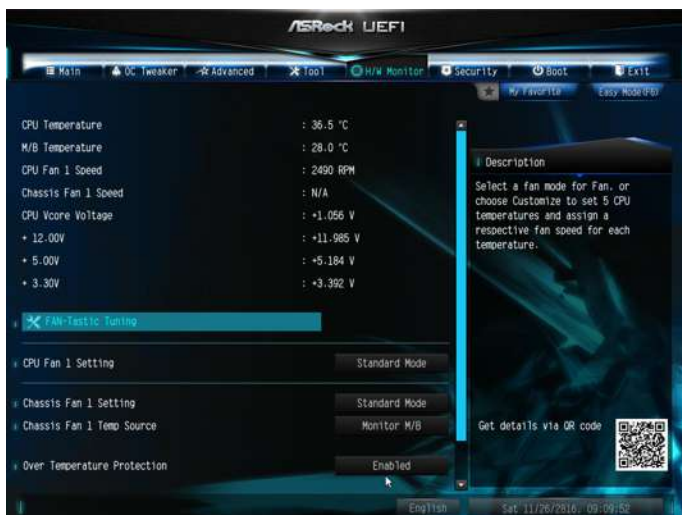 ASRock UEFI
Main OC Tweaker Advanced Tool H/W Monitor Security Boot Exit
My Favorite Easy Mode(F6)
CPU Temperature : 36.5 °C
M/B Temperature : 28.0 °C
CPU Fan 1 Speed : 2490 RPM
Chassis Fan 1 Speed : N/A
CPU Vcore Voltage : +1.056 V
+ 12.00V : +11.985 V
+ 5.00V : +5.184 V
+ 3.30V : +3.392 V
FAN-Tastic Tuning
CPU Fan 1 Setting Standard Mode
Chassis Fan 1 Setting Standard Mode
Chassis Fan 1 Temp Source Monitor M/B
Over Temperature Protection Enabled
Description
Select a fan mode for Fan, or
choose Customize to set 5 CPU
temperatures and assign a
respective fan speed for each
temperature.
Get details via QR code
English Sat 11/26/2816, 09:09:52